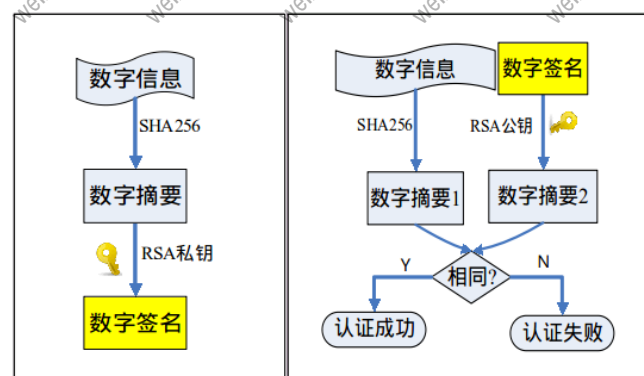 数字信息
SHA256
数字摘要
RSA私钥
数字签名
数字信息
数字签名
SHA256
RSA公钥
数字摘要1
数字摘要2
相同?
Y
N
认证成功
认证失败